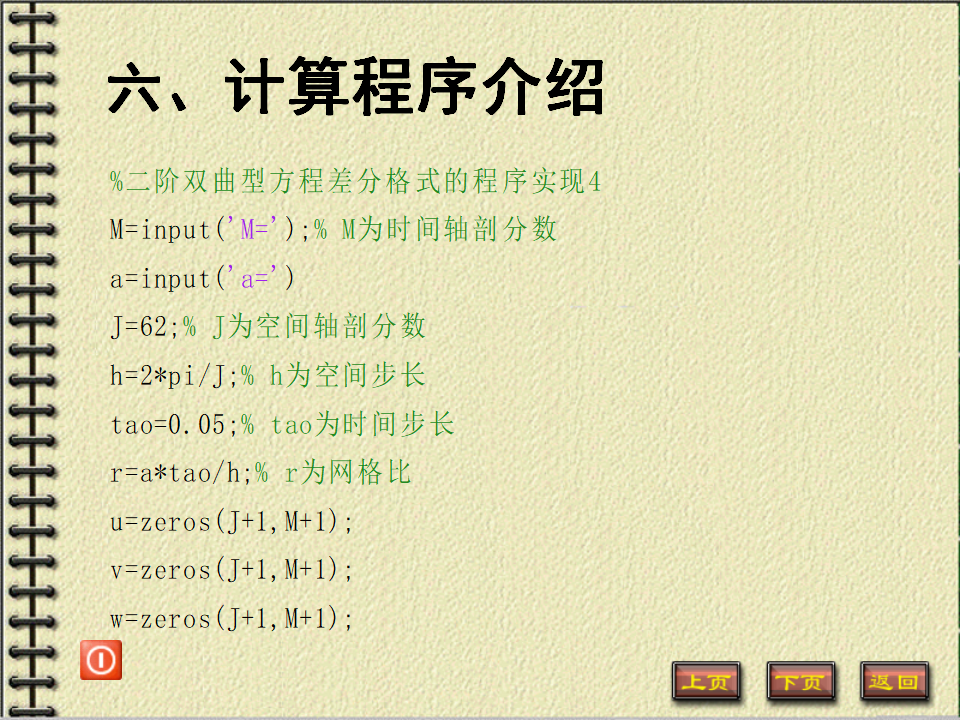 六、计算程序介绍
%二阶双曲型方程差分格式的程序实现4
M=input('M=');% M为时间轴剖分数
a=input('a=')
J=62;% J为空间轴剖分数
h=2*pi/J;% h为空间步长
tao=0.05;% tao为时间步长
r=a*tao/h;% r为网格比
u=zeros(J+1,M+1);
v=zeros(J+1,M+1);
w=zeros(J+1,M+1);
上页 下页 返回